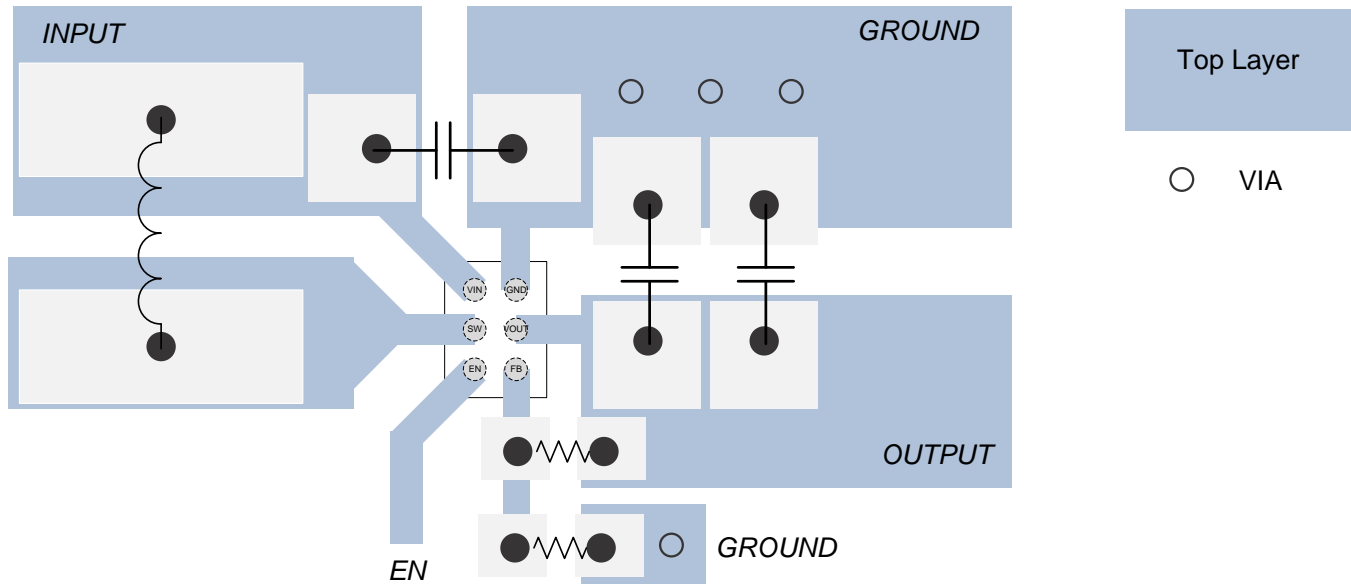 INPUT
GROUND
Top Layer
VIA
VIN
GND
SW
VOUT
EN
FB
OUTPUT
GROUND
EN